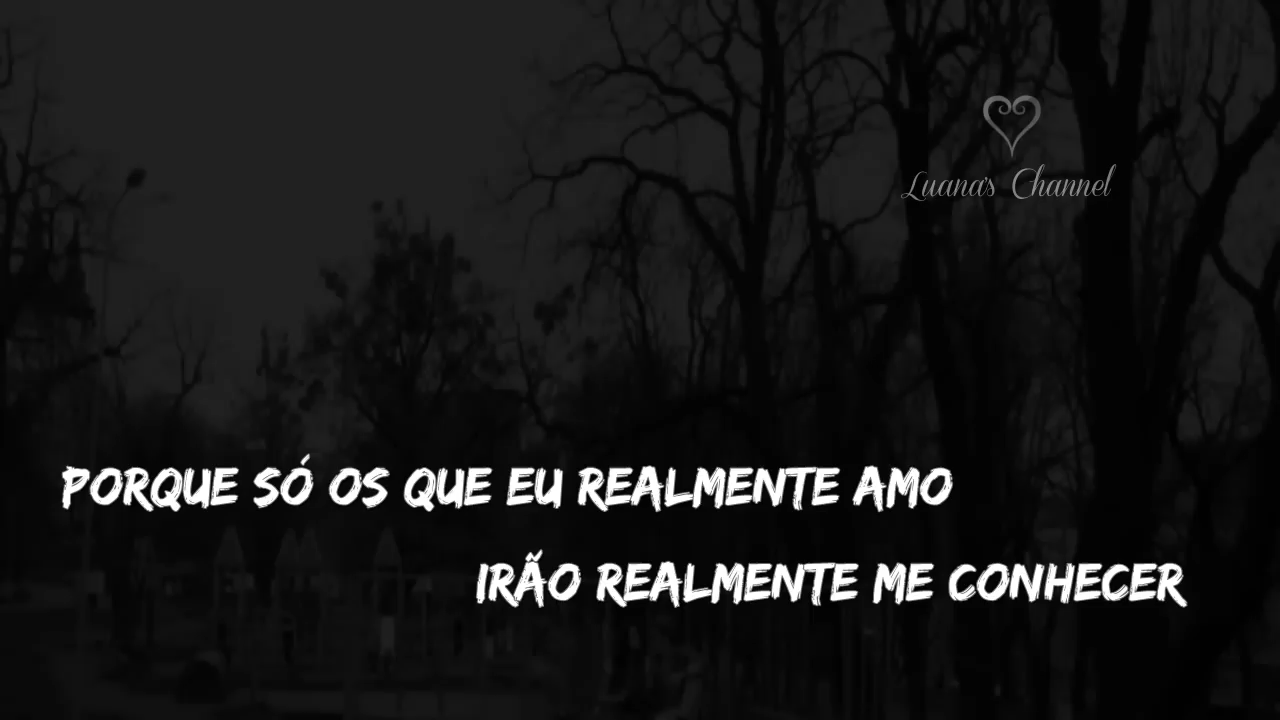 Luana's Channel
PORQUE SÓ OS QUE EU REALMENTE AMO
IRÃO REALMENTE ME CONHECER